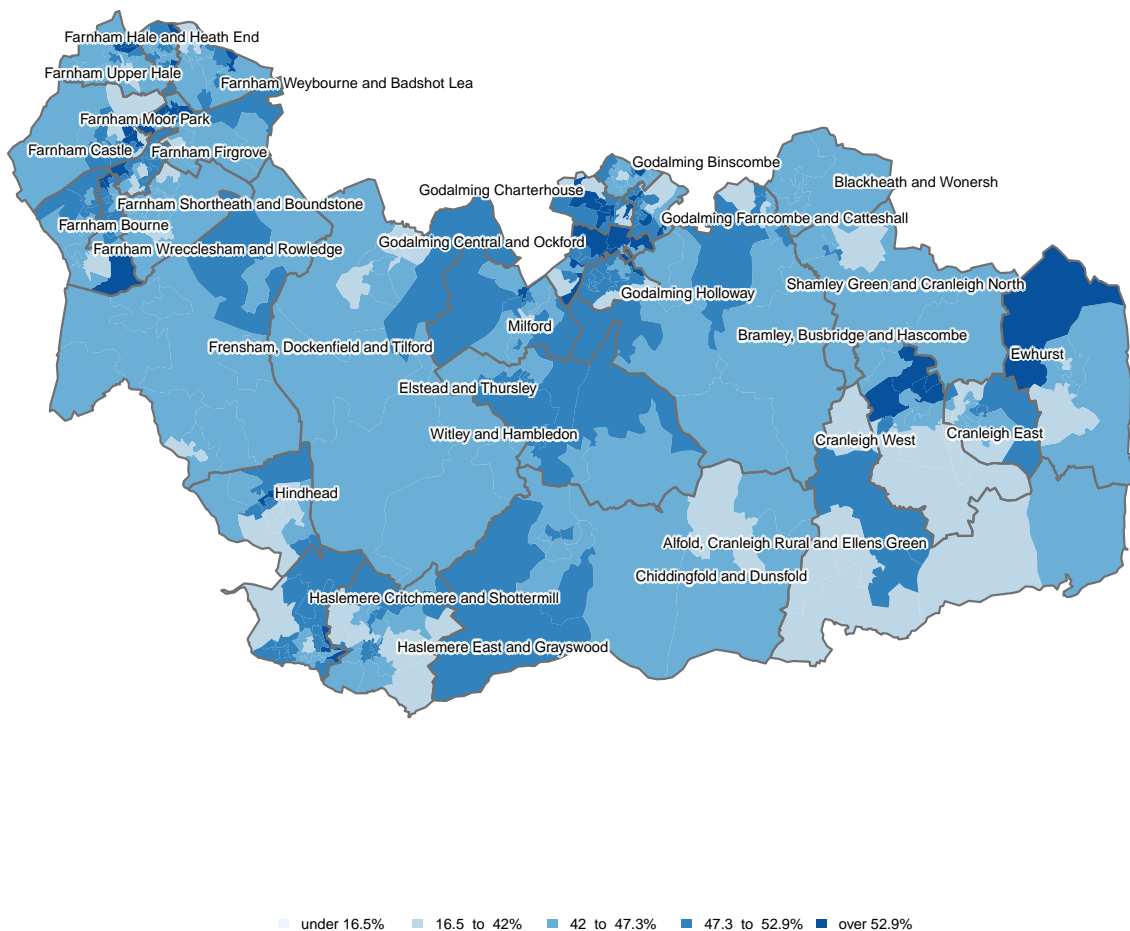 Farnham Hale and Heath End
Farnham Upper Hale
Farnham Weybourne and Badshot Lea
Farnham Moor Park
Farnham Castle
Farnham Firgrove
Godalming Binscombe
Godalming Charterhouse
Blackheath and Wonersh
Farnham Shortheath and Boundstone
Godalming Farncombe and Catteshall
Farnham Bourne
Godalming Central and Ockford
Farnham Wrecclesham and Rowledge
Shamley Green and Cranleigh North
Godalming Holloway
Milford
Bramley, Busbridge and Hascombe
Frensham, Dockenfield and Tilford
Ewhurst
Elstead and Thursley
Witley and Hambledon
Cranleigh West
Cranleigh East
Hindhead
Alfold, Cranleigh Rural and Ellens Green
Chiddingfold and Dunsfold
Haslemere Critchmere and Shottermill
Haslemere East and Grayswood
under 16.5% 16.5 to 42% 42 to 47.3% 47.3 to 52.9% over 52.9%